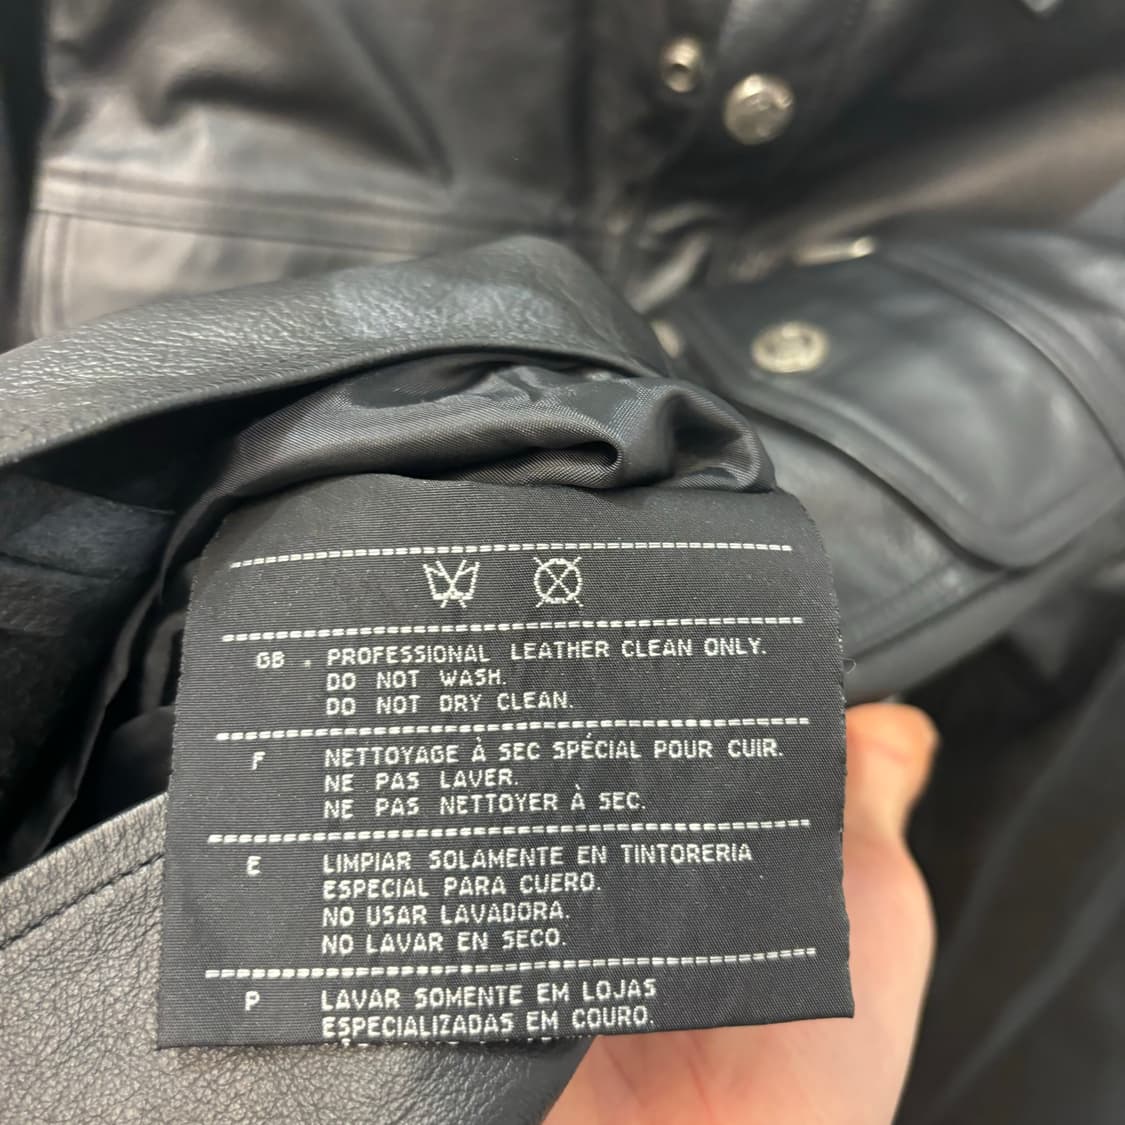 GB . PROFESSIONAL LEATHER CLEAN ONLY.
DO NOT WASH.
DO NOT DRY CLEAN.
F NETTOYAGE À SEC SPÉCIAL POUR CUIR.
NE PAS LAVER.
NE PAS NETTOYER À SEC.
E LIMPIAR SOLAMENTE EN TINTORERIA
ESPECIAL PARA CUERO.
NO USAR LAVADORA.
NO LAVAR EN SECO.
P LAVAR SOMENTE EM LOJAS
ESPECIALIZADAS EM COURO.